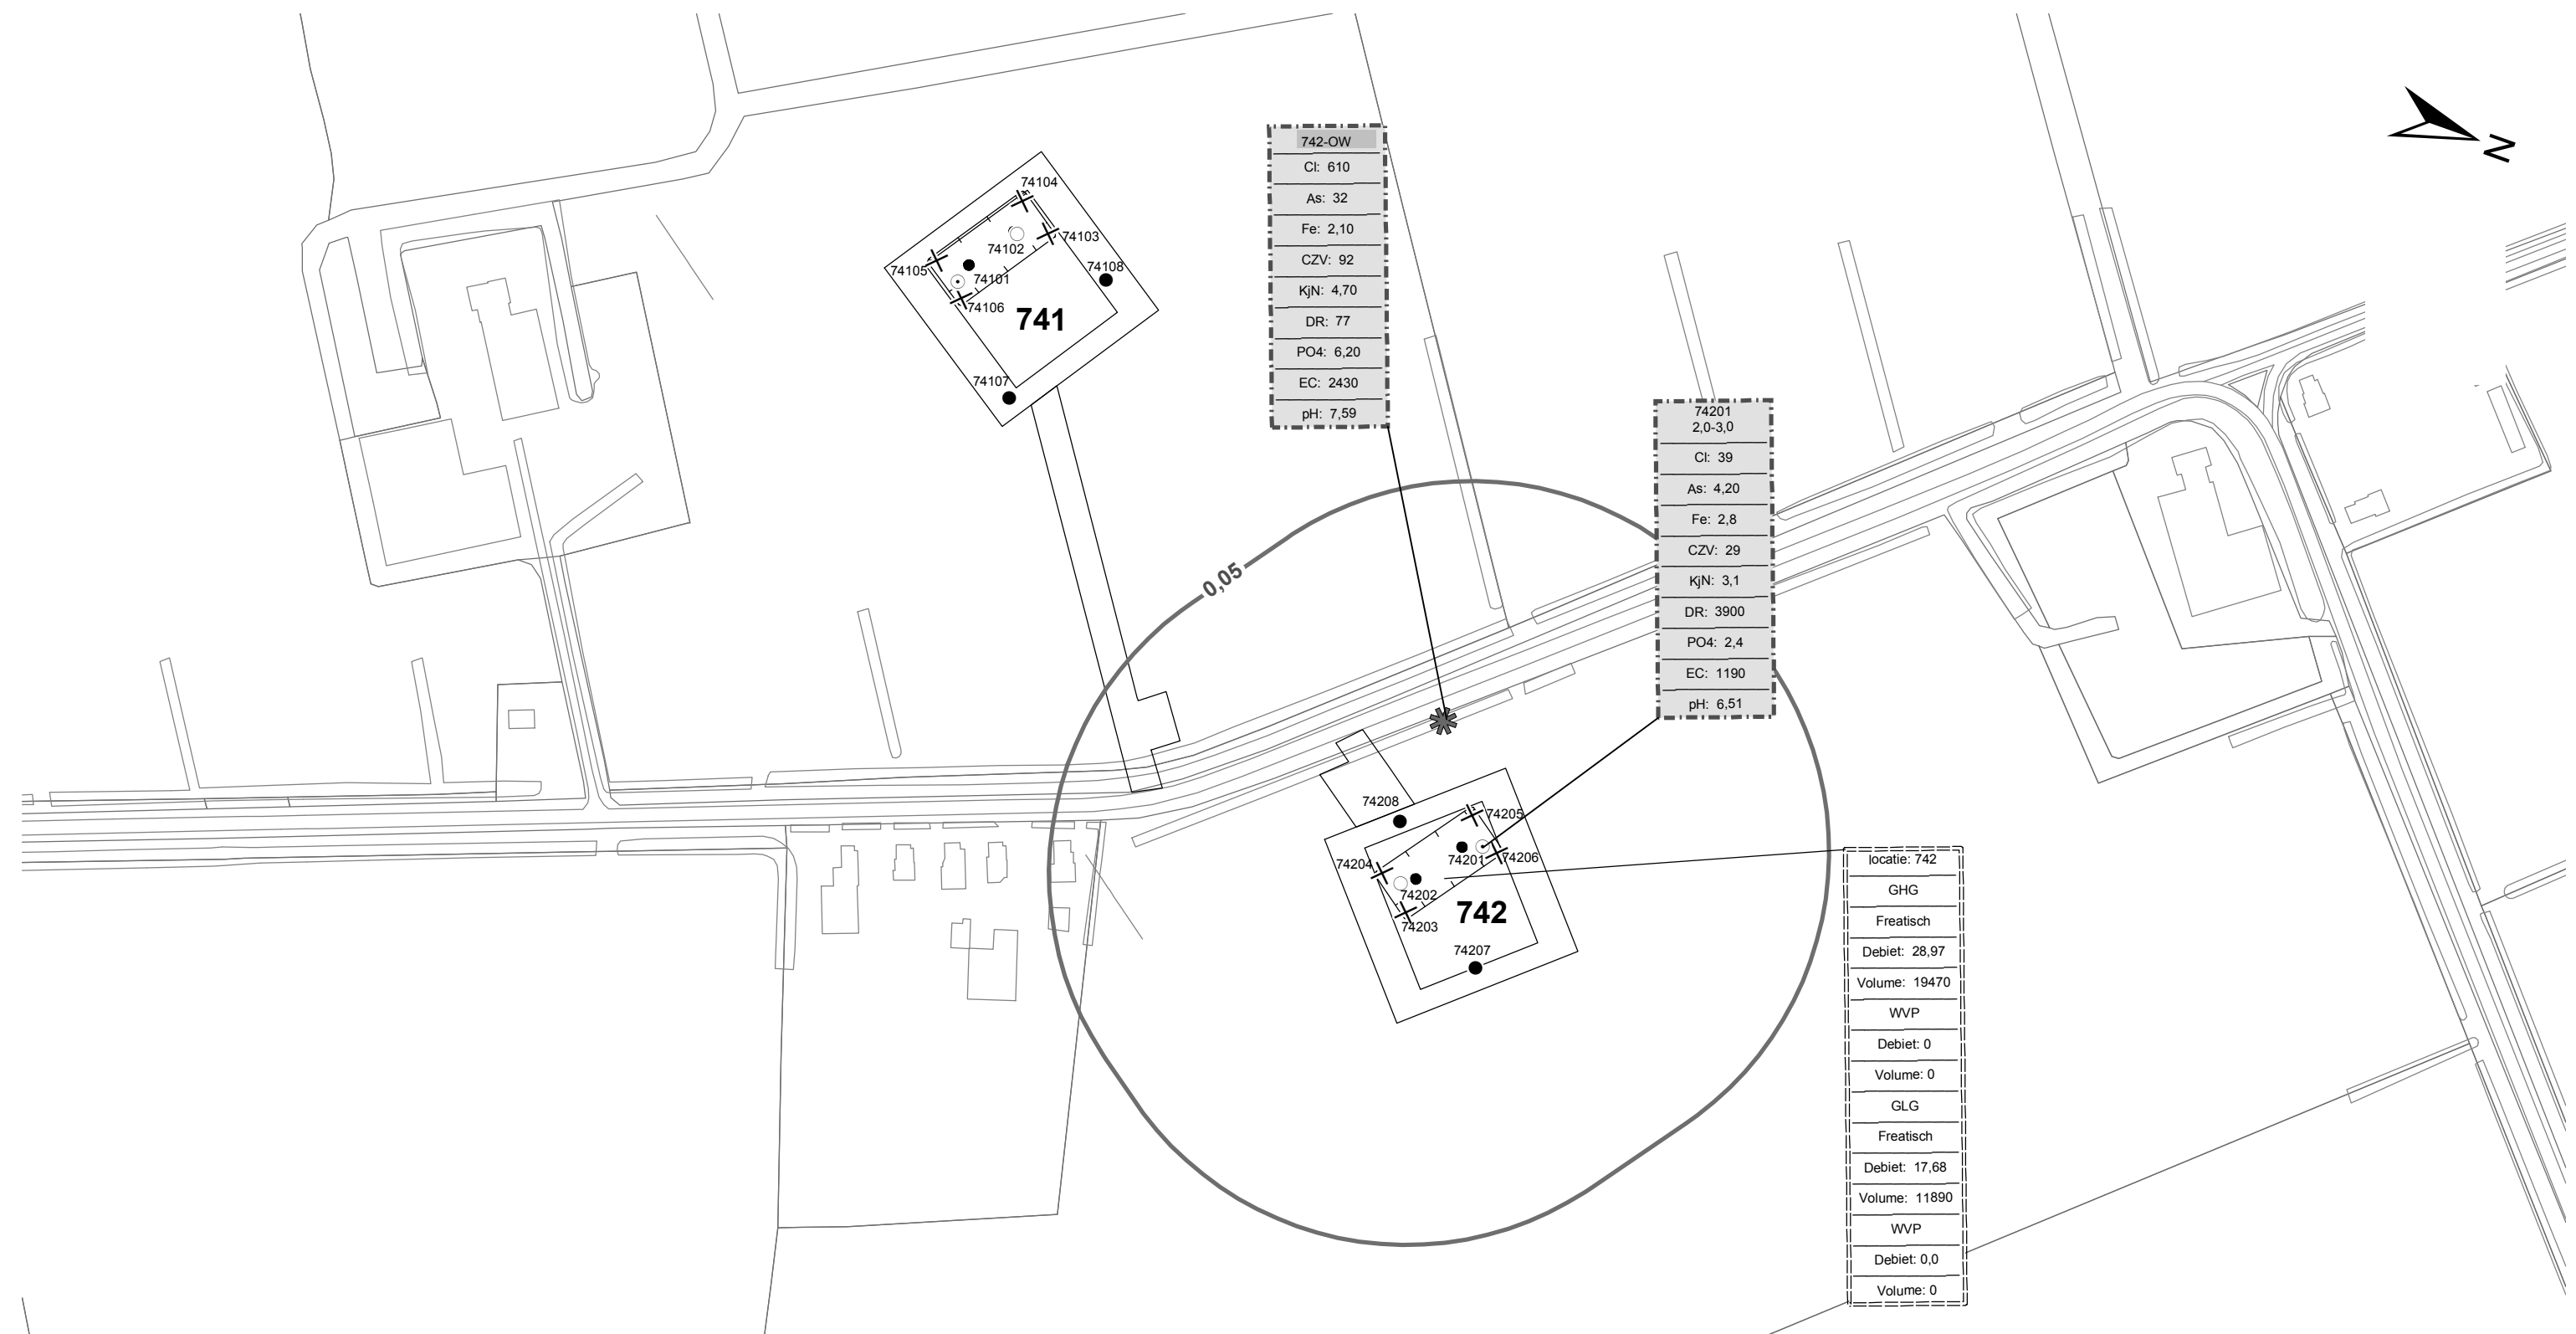 N
742-OW
Cl: 610
As: 32
Fe: 2,10
CZV: 92
KjN: 4,70
DR: 77
PO4: 6,20
EC: 2430
pH: 7,59
74104
74103
74102
74105
74101
74108
74106
741
74107
74201
2,0-3,0
Cl: 39
As: 4,20
Fe: 2,8
CZV: 29
KjN: 3,1
DR: 3900
PO4: 2,4
EC: 1190
pH: 6,51
0,05
74208
74205
74204
74201
74206
74202
742
74203
74207
locatie: 742
GHG
Freatisch
Debiet: 28,97
Volume: 19470
WVP
Debiet: 0
Volume: 0
GLG
Freatisch
Debiet: 17,68
Volume: 11890
WVP
Debiet: 0,0
Volume: 0